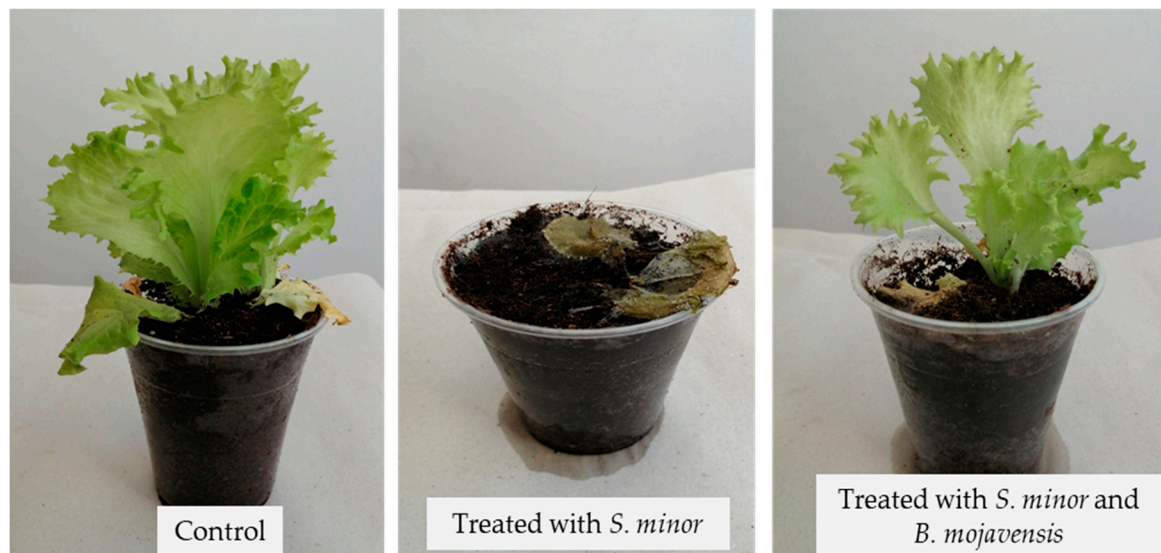 Control
Treated with S. minor
Treated with S. minor and
B. mojavensis